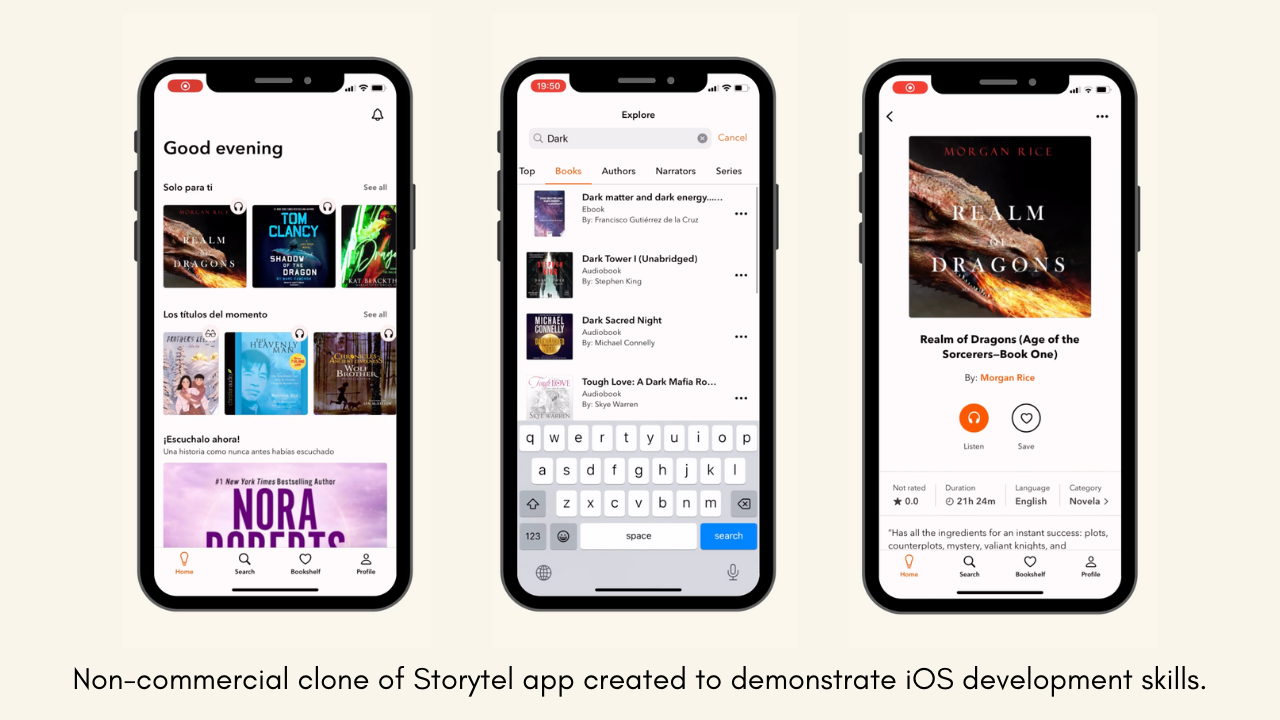 Good evening
Solo para ti
See all
MORGAN RICE
REALM
OF
DRAGONS
TOM
CLANCY
SHADOW
OF THE
DRAGON
KAT BLACKTH
Los títulos del momento
See all
HEAVENLY
MAN
CHRONICLES
ANCIENT DARKNESS
WOLF
BROTHER
¡Escuchalo ahora!
Una historia como nunca antes habías escuchado
#1 New York Times Bestselling Author
NORA
ROBERTS
Home
Search
Bookshelf
Profile
19:50
Explore
Dark
Cancel
Top
Books
Authors
Narrators
Series
Dark matter and dark energy.…..
Ebook
By: Francisco Gutiérrez de la Cruz
Dark Tower I (Unabridged)
Audiobook
By: Stephen King
MICHAEL
CONNELLY
Dark Sacred Night
Audiobook
By: Michael Connelly
Tough LOVE
SKYE WARREN
Tough Love: A Dark Mafia Ro…
Audiobook
By: Skye Warren
q w e r t y u i o p
a s d f g h j k l
z x c v b n m
123
space
search
MORGAN RICE
REALM
OF
DRAGONS
Realm of Dragons (Age of the
Sorcerers—Book One)
By: Morgan Rice
Listen
Save
Not rated
★ 0.0
Duration
21h 24m
Language
English
Category
Novela >
“Has all the ingredients for an instant success: plots,
counterplots, mystery, valiant knights, and
Home
Search
Bookshelf
Profile
Non-commercial clone of Storytel app created to demonstrate iOS development skills.